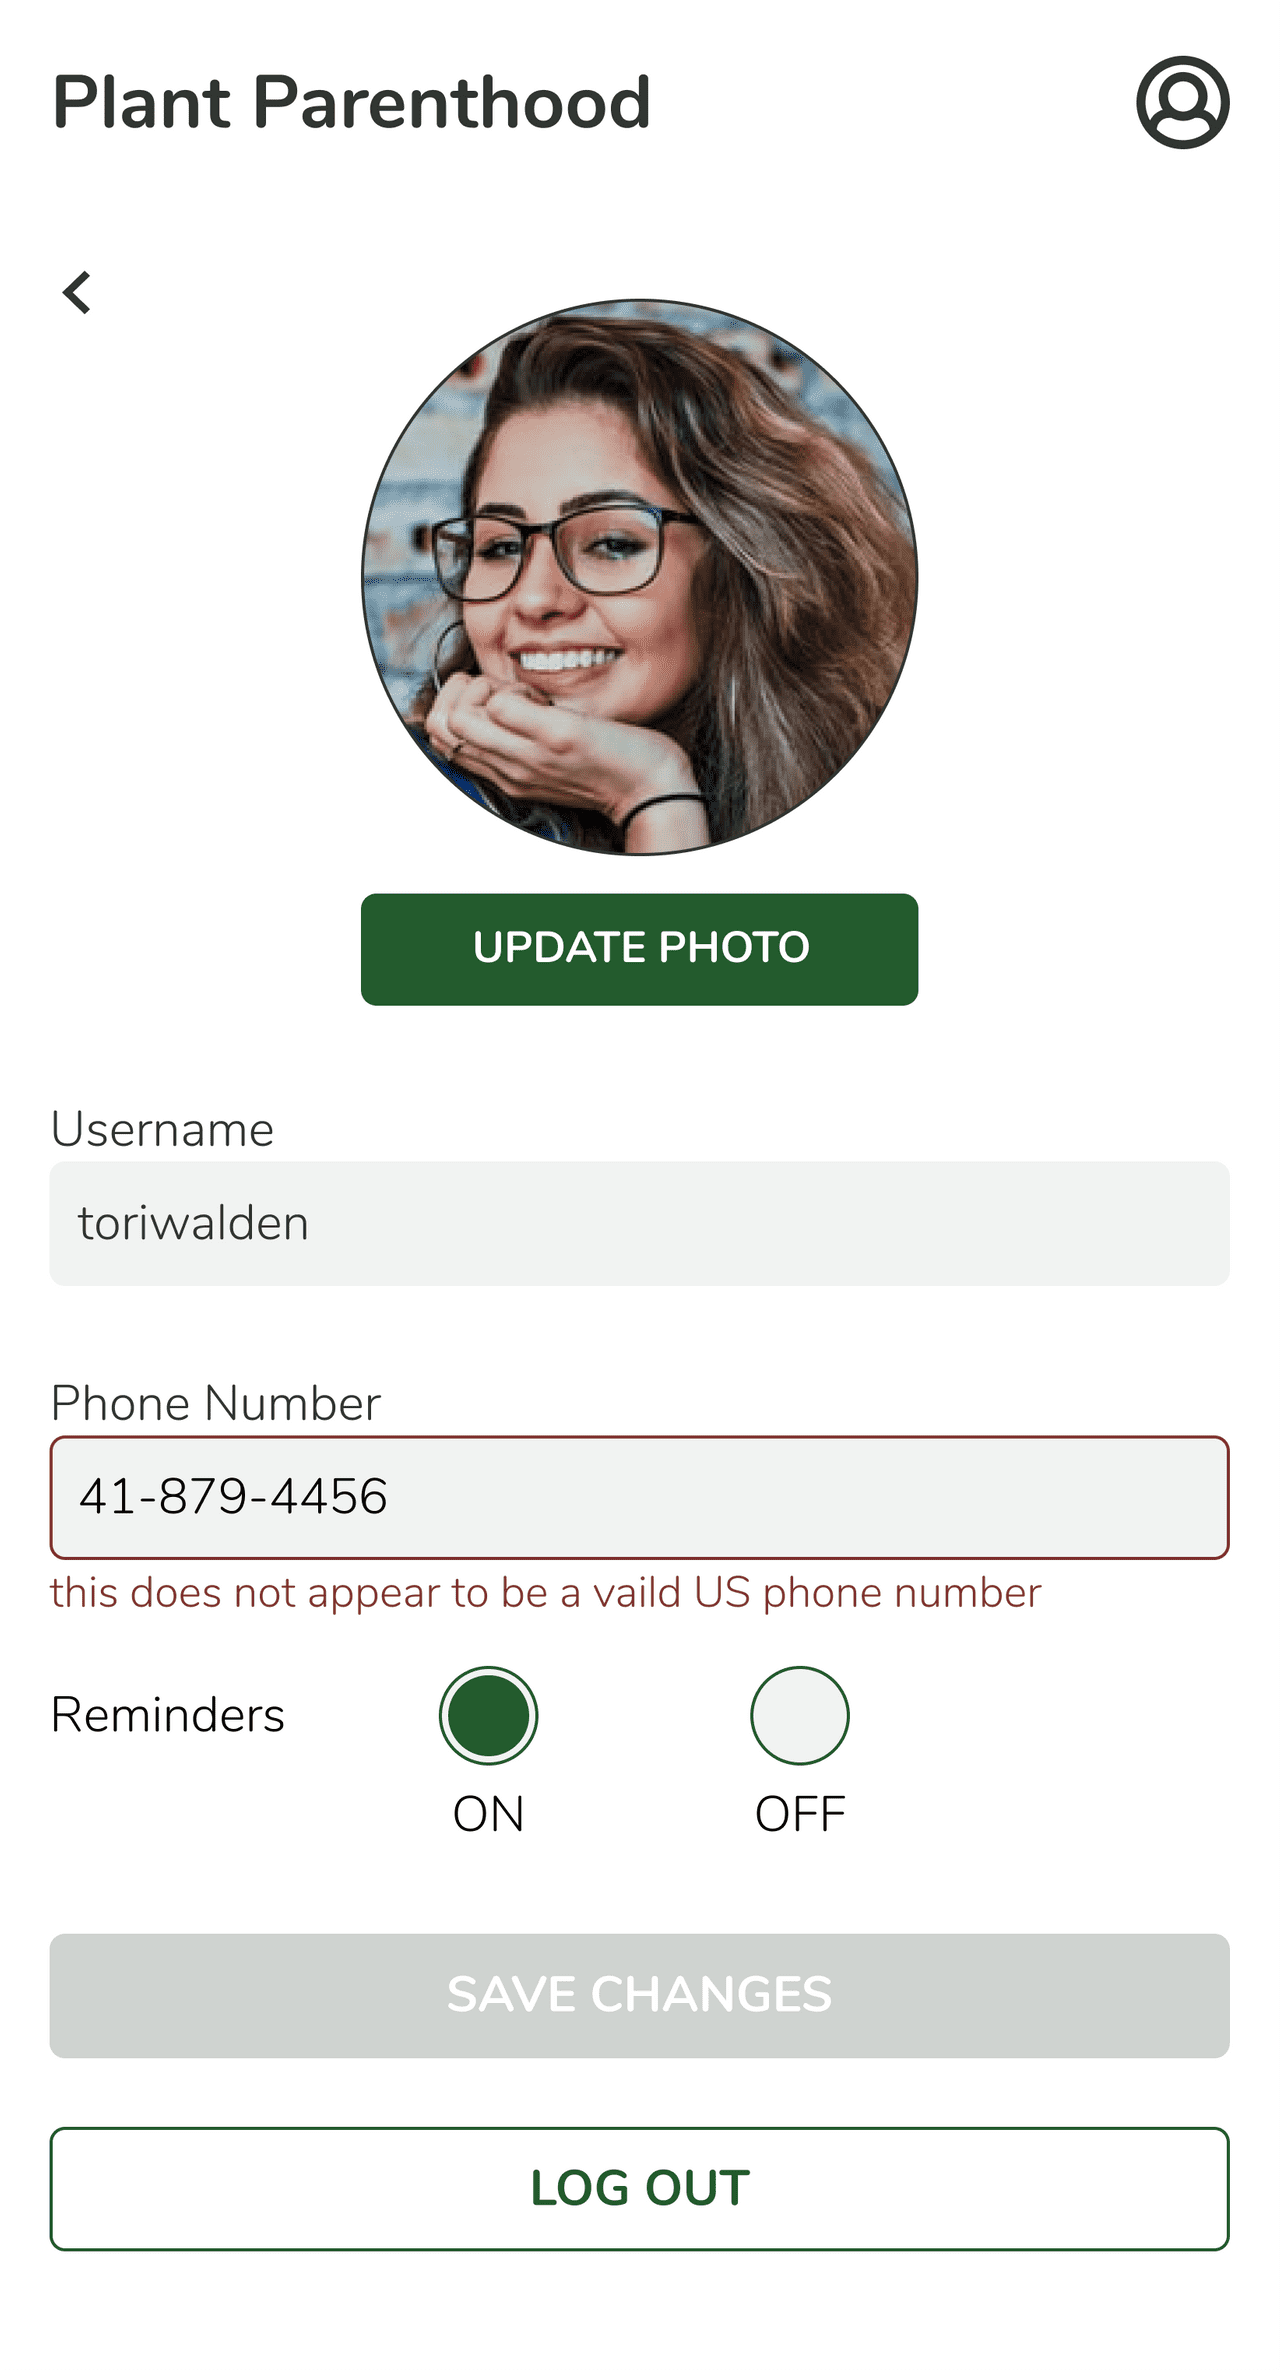 Plant Parenthood
UPDATE PHOTO
Username
toriwalden
Phone Number
41-879-4456
this does not appear to be a vaild US phone number
Reminders
ON
OFF
SAVE CHANGES
LOG OUT